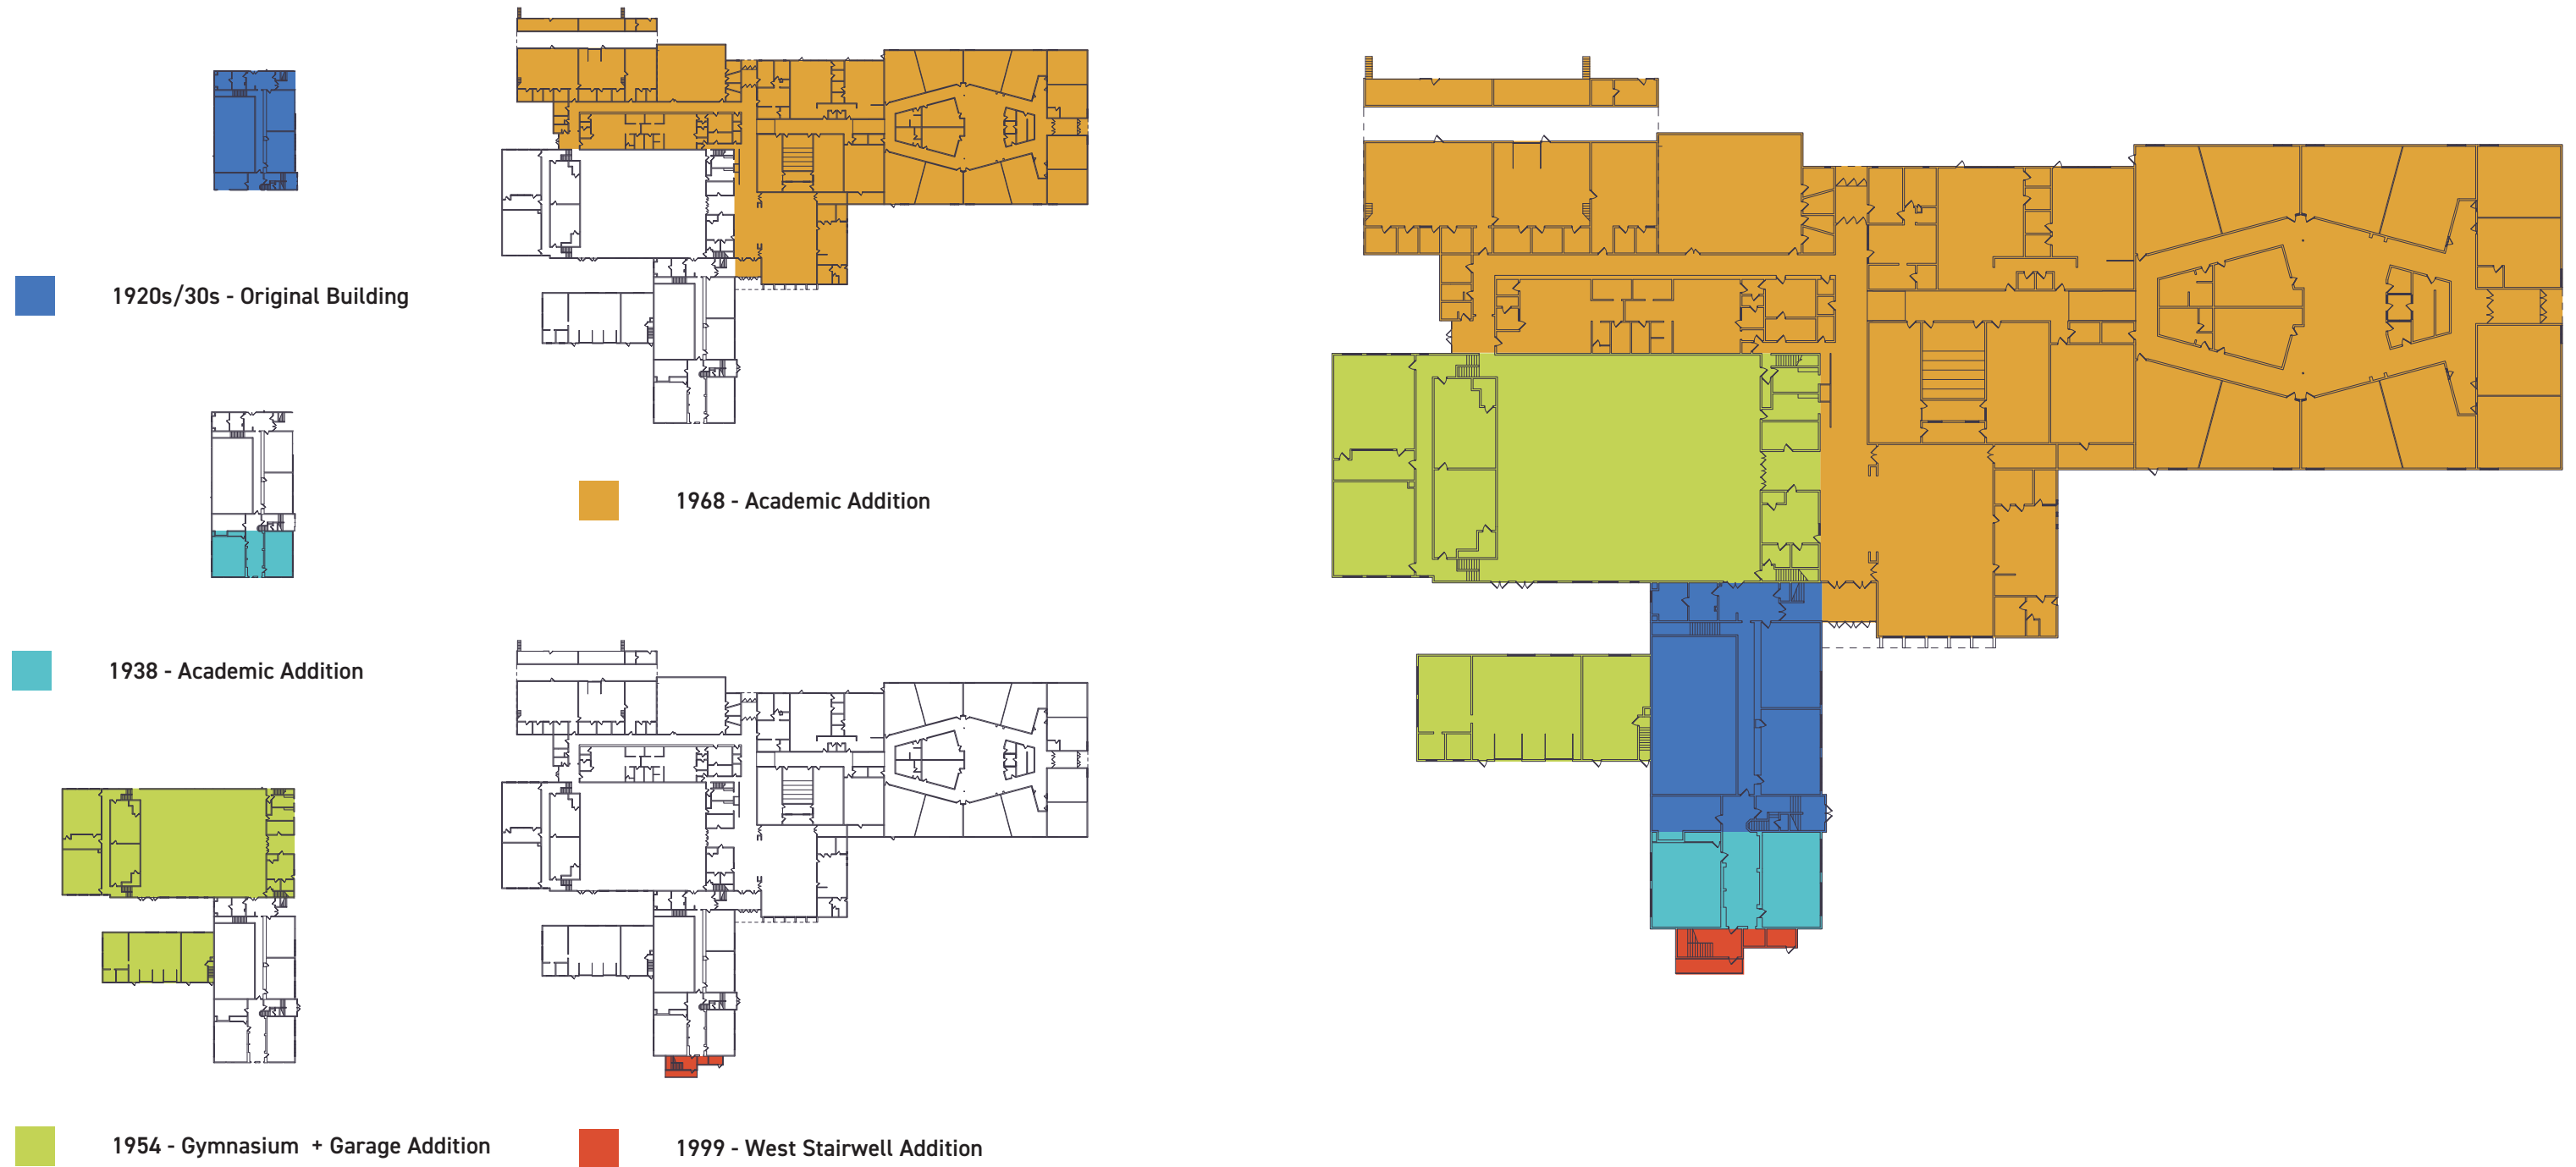 1920s/30s - Original Building
1938 - Academic Addition
1954 - Gymnasium + Garage Addition
1968 - Academic Addition
1999 - West Stairwell Addition